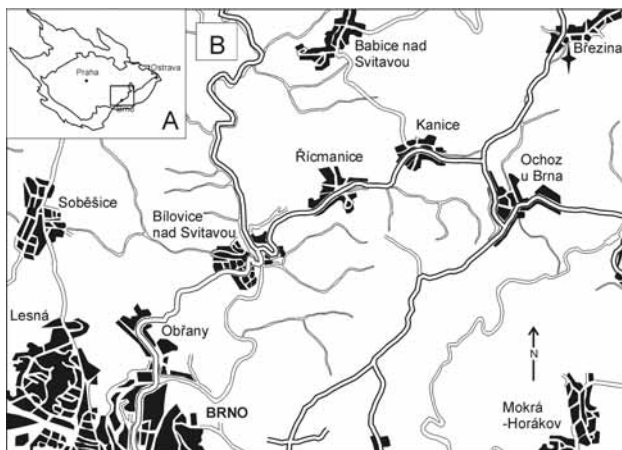 B
Praha
Ostrava
Brno
A
Babice nad
Svitavou
Březina
Kanice
Řícmanice
Ochoz
u Brna
Soběšice
Bílovice
nad Svitavou
Lesná
Obřany
N
BRNO
Mokrá
-Horákov